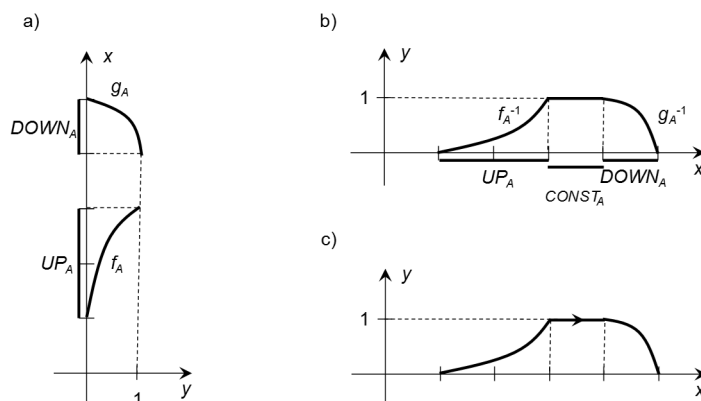 a)
x
g_A
DOWN_A
UP_A
f_A
1
y
b)
y
1
f_A^-1
g_A^-1
x
UP_A
CONST_A
DOWN_A
c)
y
1
x